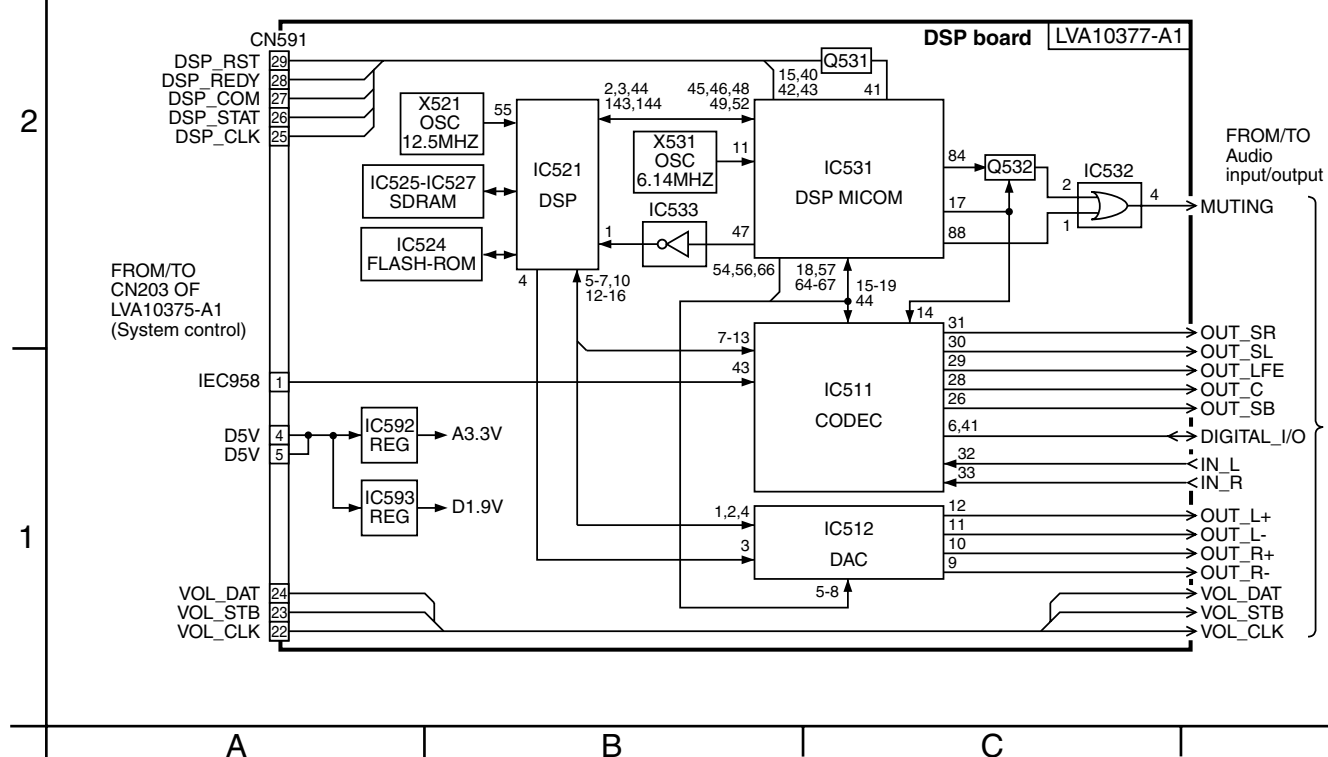 DSP board
LVA10377-A1
CN591
DSP_RST 29
DSP_REDY 28
DSP_COM 27
DSP_STAT 26
DSP_CLK 25
2
X521
OSC
12.5MHZ
55
2,3,44
143,144
45,46,48
49,52
15,40
42,43
Q531
41
X531
OSC
6.14MHZ
11
IC521
DSP
IC531
DSP MICOM
84
Q532
17
88
2
1
IC532
4
MUTING
FROM/TO
Audio
input/output
IC525-IC527
SDRAM
IC524
FLASH-ROM
1
IC533
47
4
5-7,10
12-16
54,56,66
18,57
64-67
15-19
44
14
FROM/TO
CN203 OF
LVA10375-A1
(System control)
7-13
43
IC511
CODEC
31
OUT_SR
30
OUT_SL
29
OUT_LFE
28
OUT_C
26
OUT_SB
6,41
DIGITAL_I/O
32
IN_L
33
IN_R
IEC958 1
D5V 4
D5V 5
IC592
REG
A3.3V
IC593
REG
D1.9V
1
1,2,4
3
IC512
DAC
5-8
12
OUT_L+
11
OUT_L-
10
OUT_R+
9
OUT_R-
VOL_DAT 24
VOL_STB 23
VOL_CLK 22
VOL_DAT
VOL_STB
VOL_CLK
A
B
C